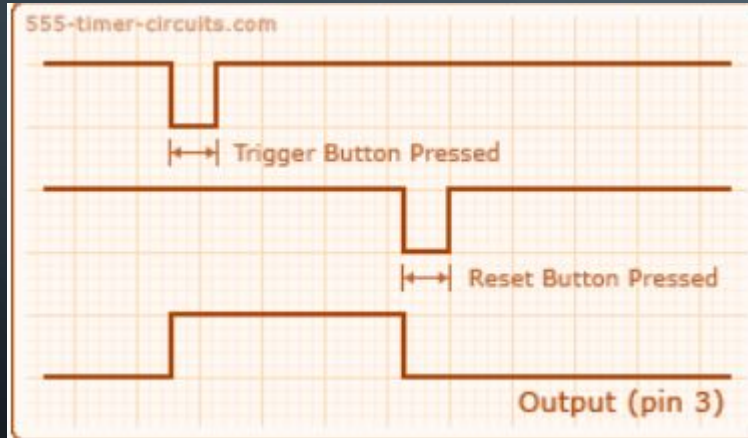 555-timer-circuits.com
Trigger Button Pressed
Reset Button Pressed
Output (pin 3)